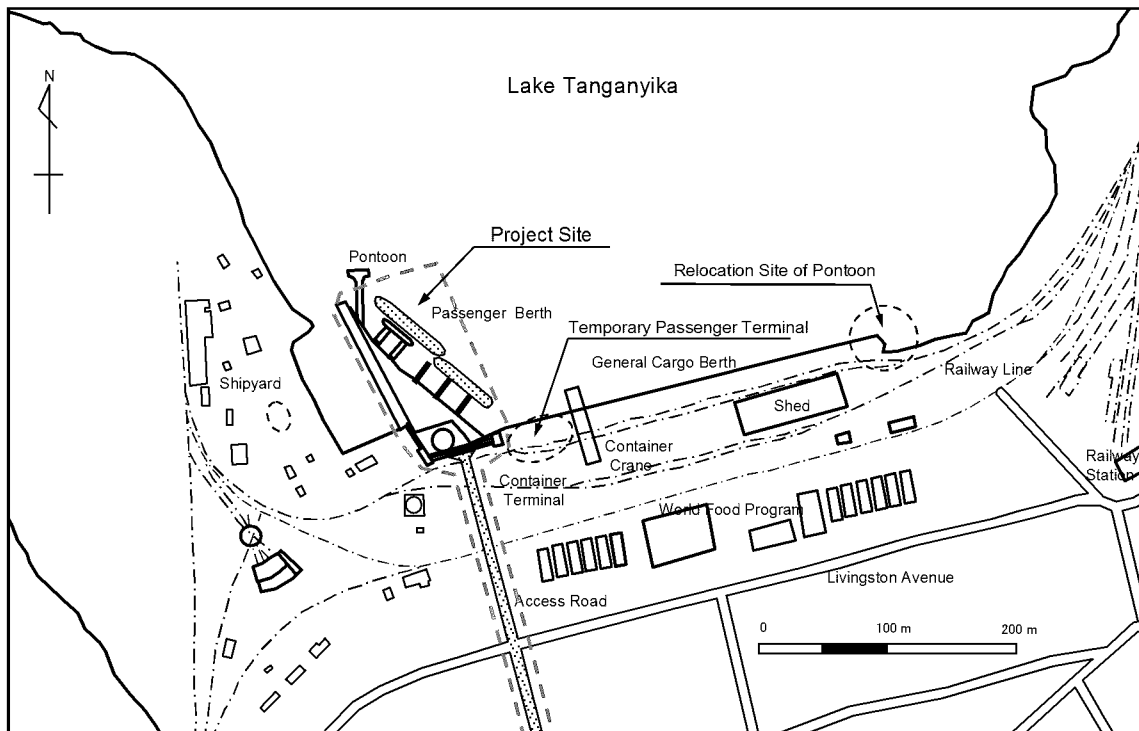 N
Lake Tanganyika
Project Site
Pontoon
Relocation Site of Pontoon
Passenger Berth
Temporary Passenger Terminal
General Cargo Berth
Railway Line
Shipyard
Shed
Container
Crane
Railway
Station
Container
Terminal
World Food Program
Livingston Avenue
Access Road
0
100 m
200 m